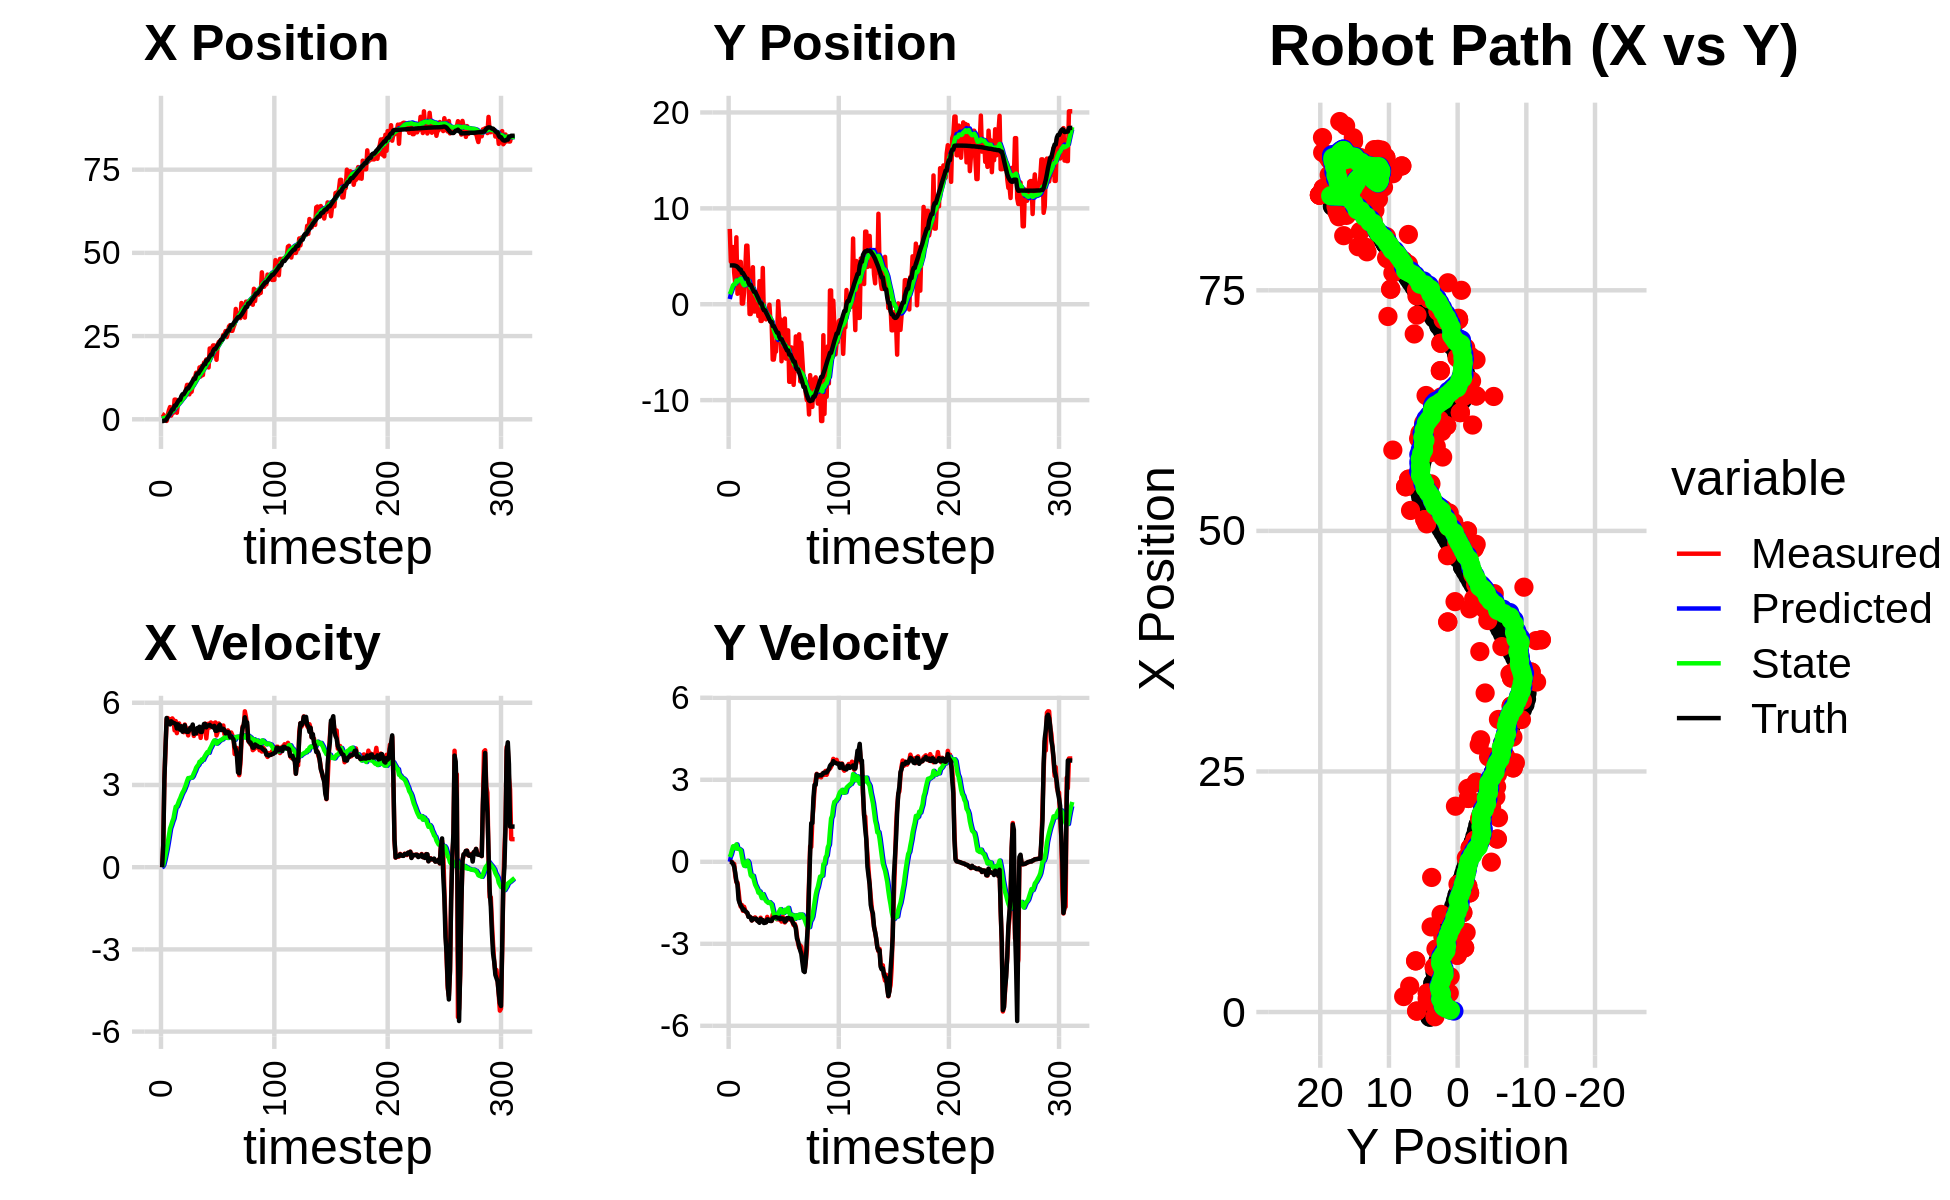 X Position
75
50
25
0
0
100
200
300
timestep
Y Position
20
10
0
-10
0
100
200
300
timestep
X Velocity
6
3
0
-3
-6
0
100
200
300
timestep
Y Velocity
6
3
0
-3
-6
0
100
200
300
timestep
Robot Path (X vs Y)
X Position
75
50
25
0
20 10 0 -10 -20
Y Position
variable
Measured
Predicted
State
Truth